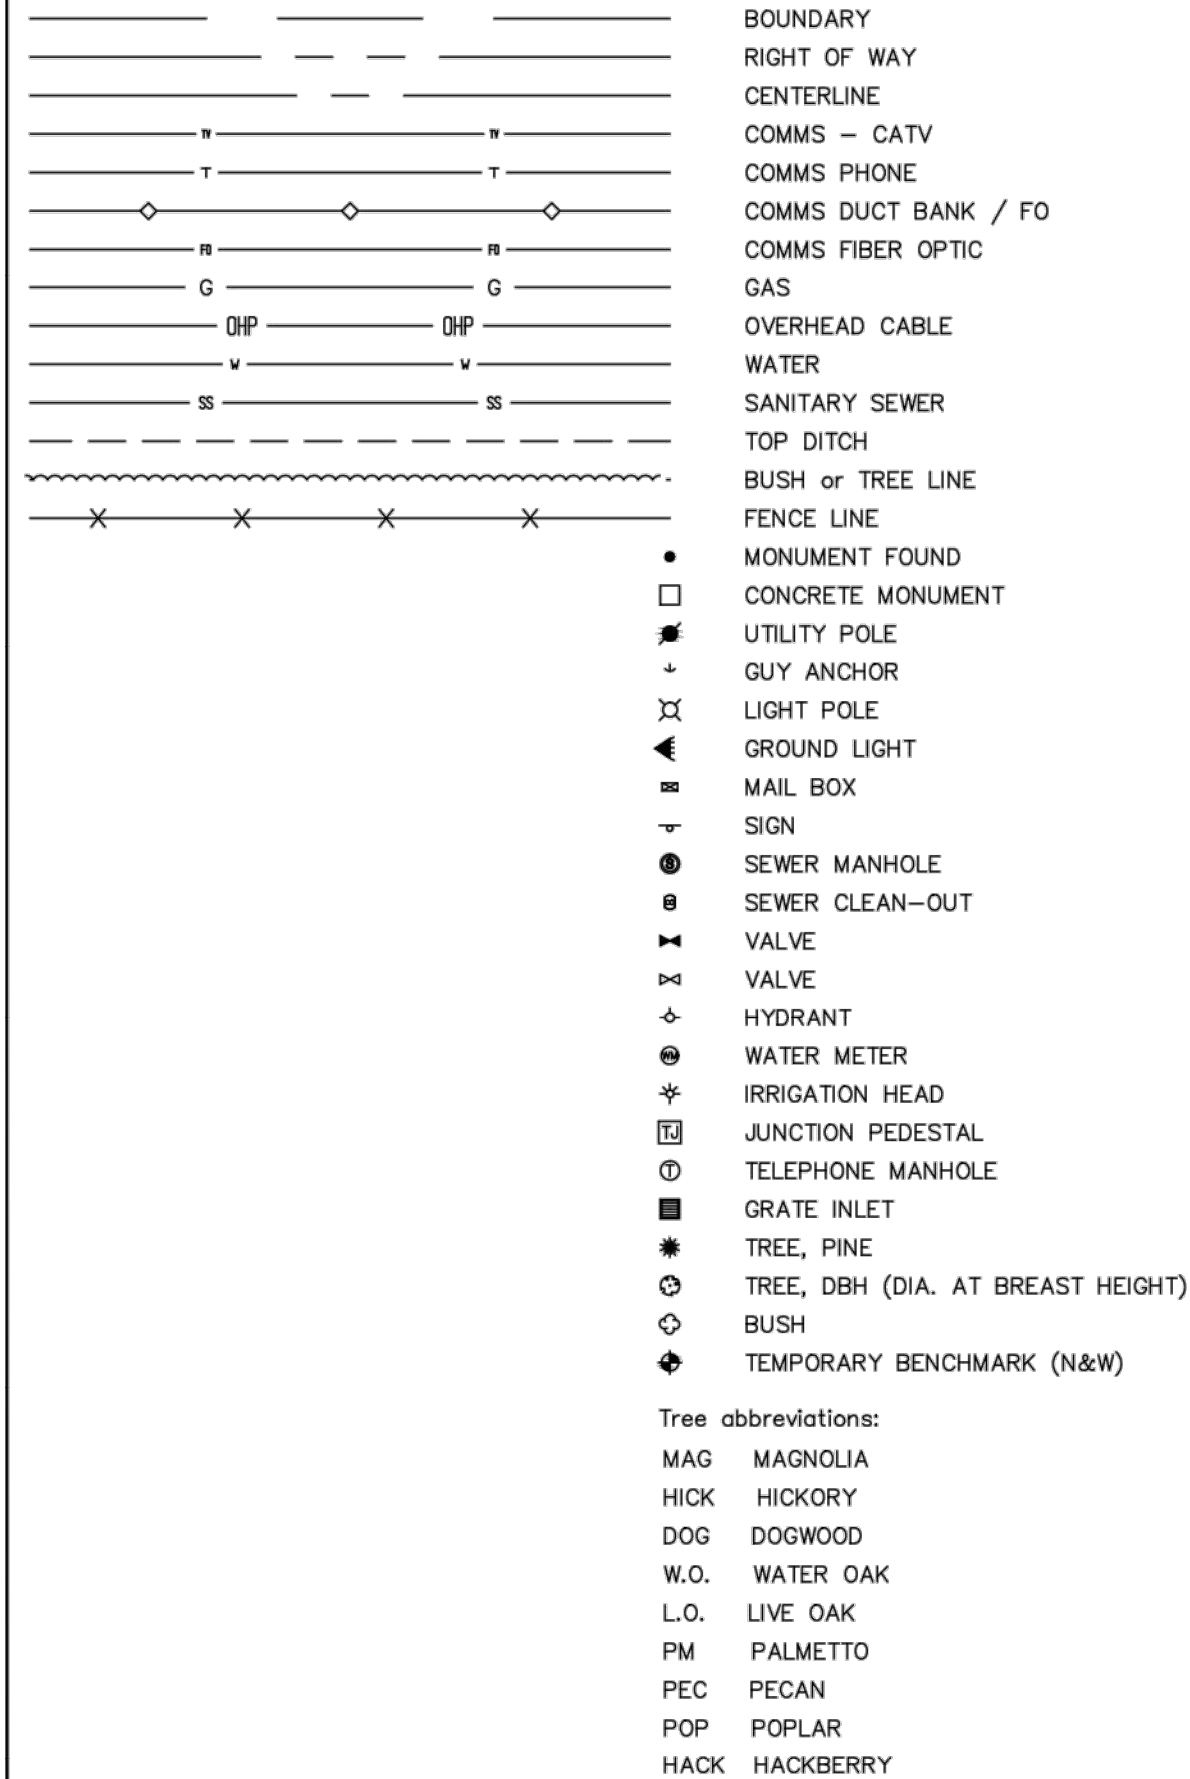 BOUNDARY
RIGHT OF WAY
CENTERLINE
TV TV COMMS – CATV
T T COMMS PHONE
COMMS DUCT BANK / FO
FO FO COMMS FIBER OPTIC
G G GAS
OHP OHP OVERHEAD CABLE
W W WATER
SS SS SANITARY SEWER
TOP DITCH
BUSH or TREE LINE
FENCE LINE
MONUMENT FOUND
CONCRETE MONUMENT
UTILITY POLE
GUY ANCHOR
LIGHT POLE
GROUND LIGHT
MAIL BOX
SIGN
S SEWER MANHOLE
SEWER CLEAN–OUT
VALVE
VALVE
HYDRANT
WM WATER METER
IRRIGATION HEAD
TJ JUNCTION PEDESTAL
T TELEPHONE MANHOLE
GRATE INLET
TREE, PINE
TREE, DBH (DIA. AT BREAST HEIGHT)
BUSH
TEMPORARY BENCHMARK (N&W)
Tree abbreviations:
MAG MAGNOLIA
HICK HICKORY
DOG DOGWOOD
W.O. WATER OAK
L.O. LIVE OAK
PM PALMETTO
PEC PECAN
POP POPLAR
HACK HACKBERRY